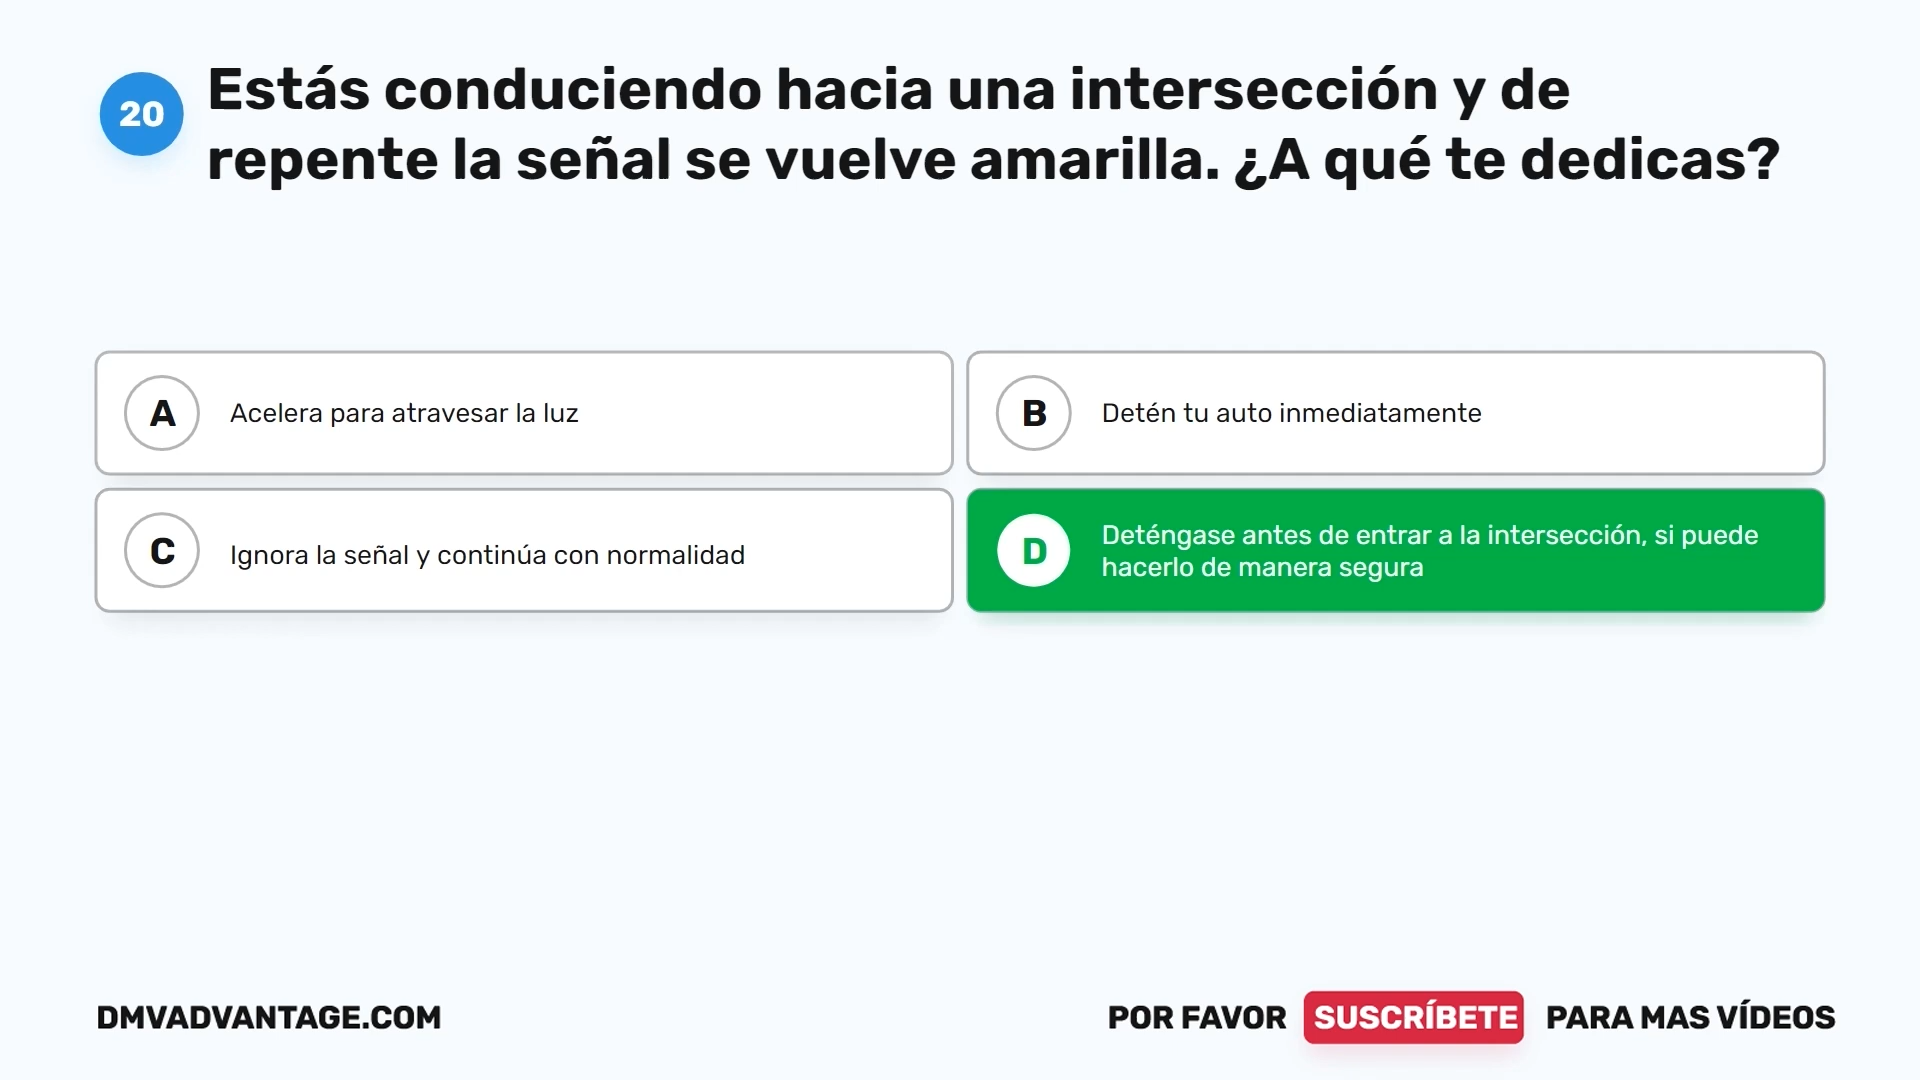 20
Estás conduciendo hacia una intersección y de
repente la señal se vuelve amarilla. ¿A qué te dedicas?
A
Acelera para atravesar la luz
B
Detén tu auto inmediatamente
C
Ignora la señal y continúa con normalidad
D
Deténgase antes de entrar a la intersección, si puede
hacerlo de manera segura
DMVADVANTAGE.COM
POR FAVOR SUSCRÍBETE PARA MAS VÍDEOS